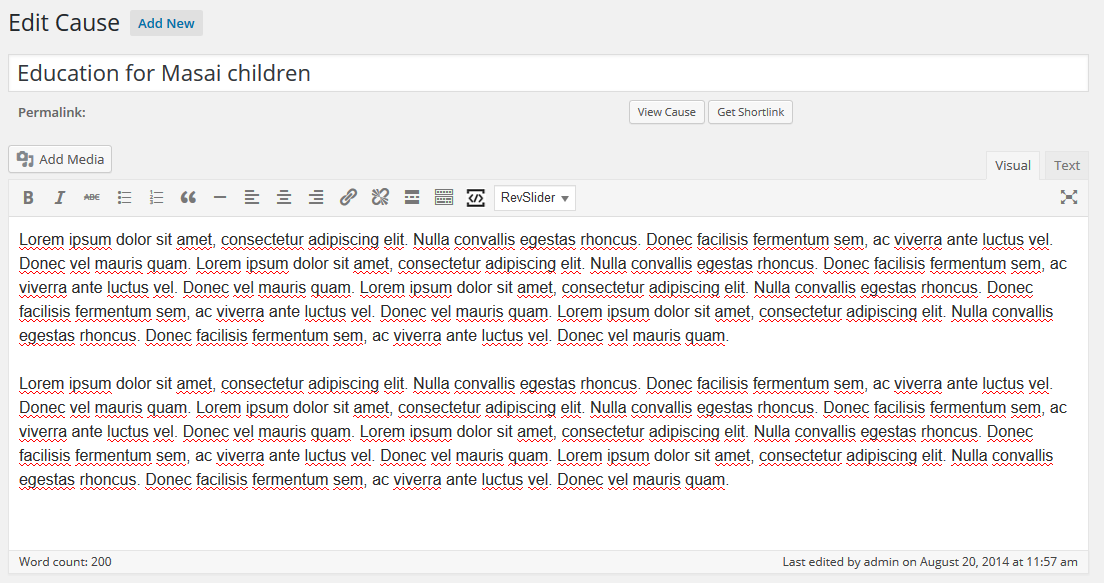 Edit Cause Add New
Education for Masai children
Permalink: View Cause Get Shortlink
Add Media Visual Text
B I ABC RevSlider
Lorem ipsum dolor sit amet, consectetur adipiscing elit. Nulla convallis egestas rhoncus. Donec facilisis fermentum sem, ac viverra ante luctus vel.
Donec vel mauris quam. Lorem ipsum dolor sit amet, consectetur adipiscing elit. Nulla convallis egestas rhoncus. Donec facilisis fermentum sem, ac
viverra ante luctus vel. Donec vel mauris quam. Lorem ipsum dolor sit amet, consectetur adipiscing elit. Nulla convallis egestas rhoncus. Donec
facilisis fermentum sem, ac viverra ante luctus vel. Donec vel mauris quam. Lorem ipsum dolor sit amet, consectetur adipiscing elit. Nulla convallis
egestas rhoncus. Donec facilisis fermentum sem, ac viverra ante luctus vel. Donec vel mauris quam.
Lorem ipsum dolor sit amet, consectetur adipiscing elit. Nulla convallis egestas rhoncus. Donec facilisis fermentum sem, ac viverra ante luctus vel.
Donec vel mauris quam. Lorem ipsum dolor sit amet, consectetur adipiscing elit. Nulla convallis egestas rhoncus. Donec facilisis fermentum sem, ac
viverra ante luctus vel. Donec vel mauris quam. Lorem ipsum dolor sit amet, consectetur adipiscing elit. Nulla convallis egestas rhoncus. Donec
facilisis fermentum sem, ac viverra ante luctus vel. Donec vel mauris quam. Lorem ipsum dolor sit amet, consectetur adipiscing elit. Nulla convallis
egestas rhoncus. Donec facilisis fermentum sem, ac viverra ante luctus vel. Donec vel mauris quam.
Word count: 200 Last edited by admin on August 20, 2014 at 11:57 am